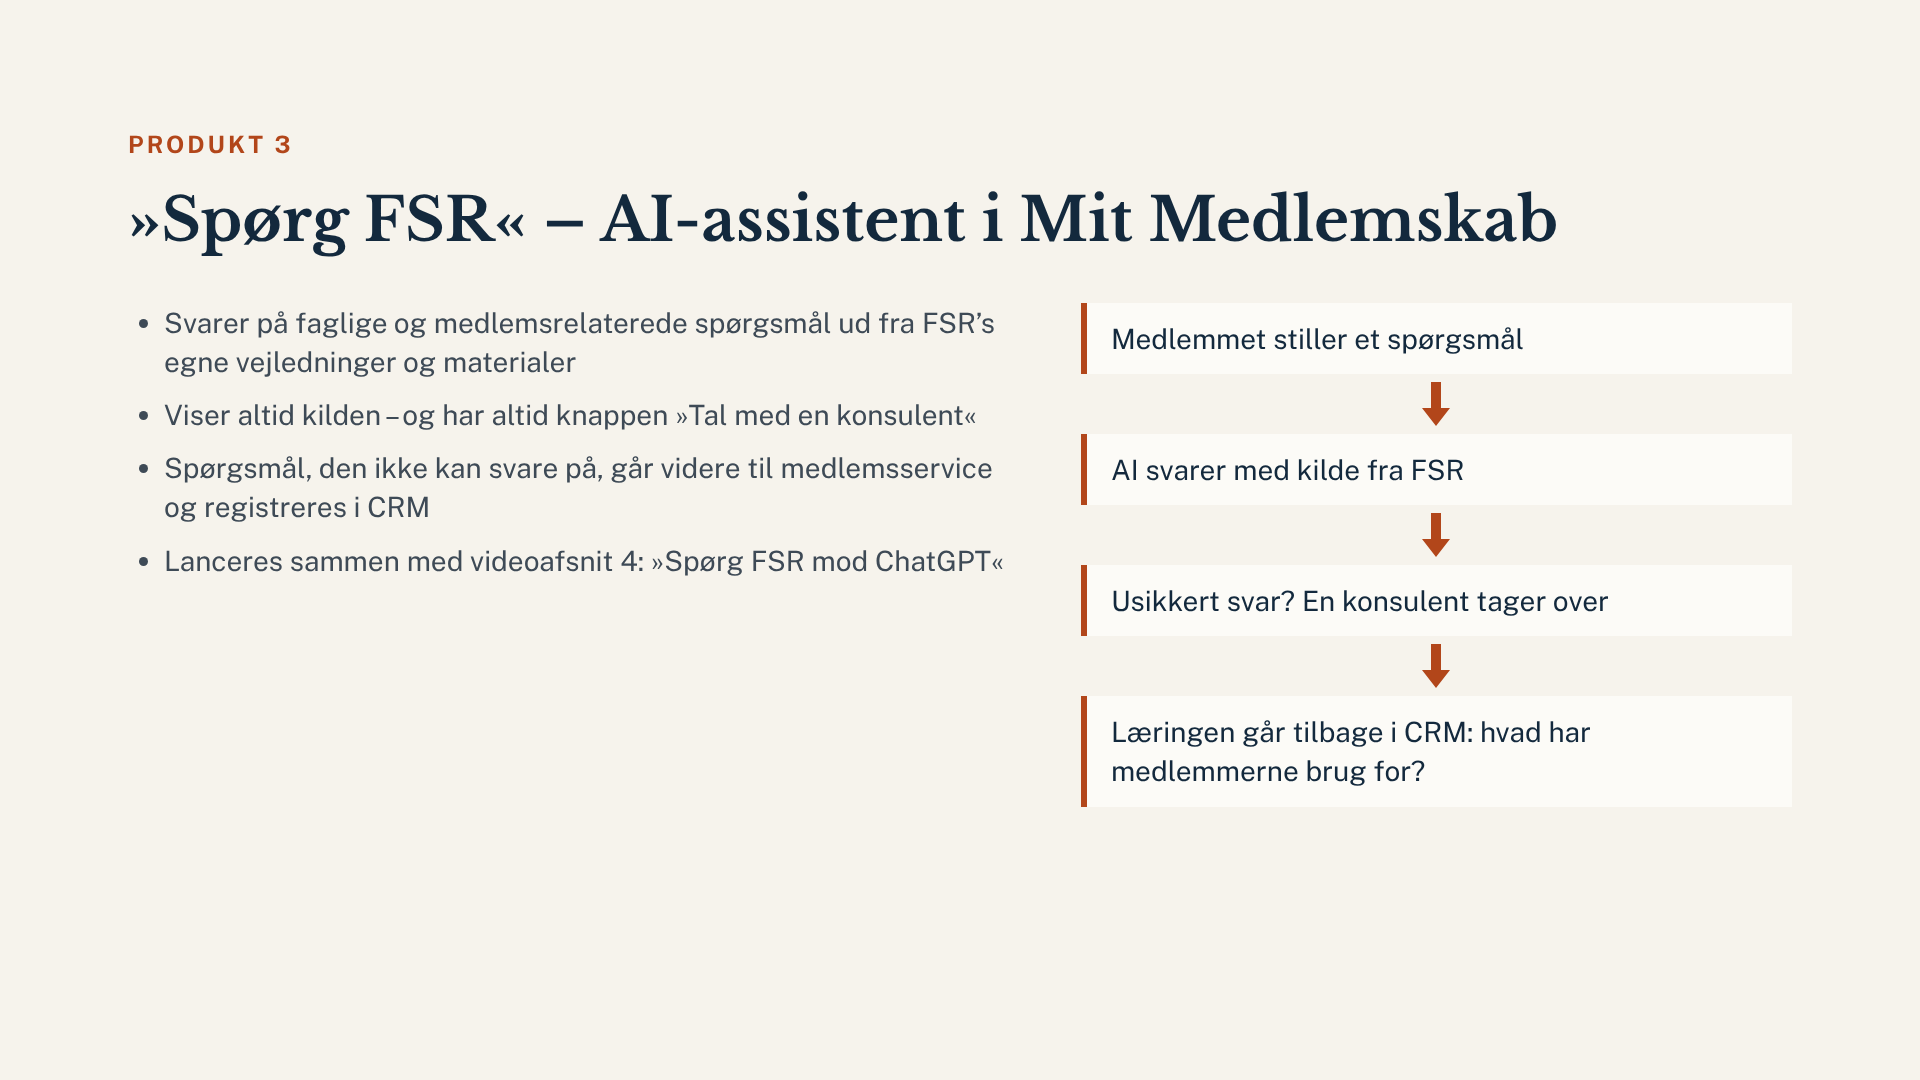 PRODUKT 3
»Spørg FSR« – AI-assistent i Mit Medlemskab
• Svarer på faglige og medlemsrelaterede spørgsmål ud fra FSR’s
egne vejledninger og materialer
• Viser altid kilden – og har altid knappen »Tal med en konsulent«
• Spørgsmål, den ikke kan svare på, går videre til medlemsservice
og registreres i CRM
• Lanceres sammen med videoafsnit 4: »Spørg FSR mod ChatGPT«
Medlemmet stiller et spørgsmål
AI svarer med kilde fra FSR
Usikkert svar? En konsulent tager over
Læringen går tilbage i CRM: hvad har
medlemmerne brug for?